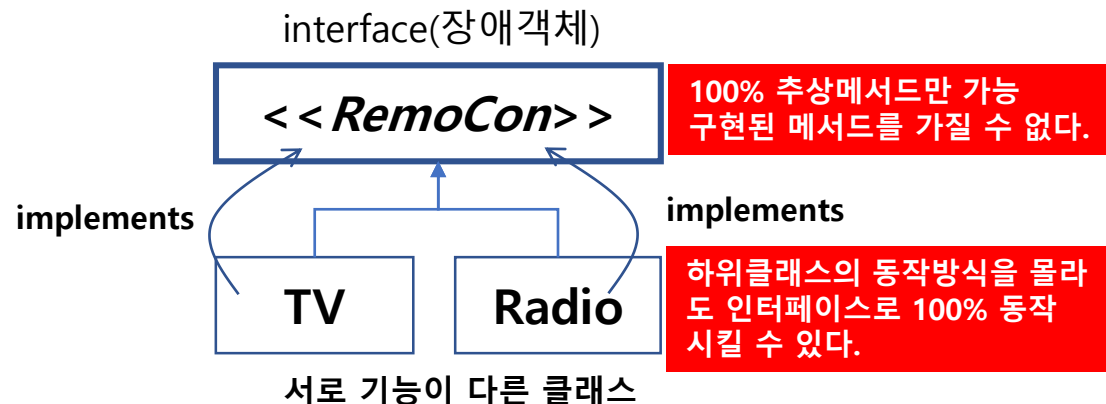 interface(장애객체)
<<RemoCon>>
100% 추상메서드만 가능
구현된 메서드를 가질 수 없다.
implements
implements
TV
Radio
하위클래스의 동작방식을 몰라
도 인터페이스로 100% 동작
시킬 수 있다.
서로 기능이 다른 클래스